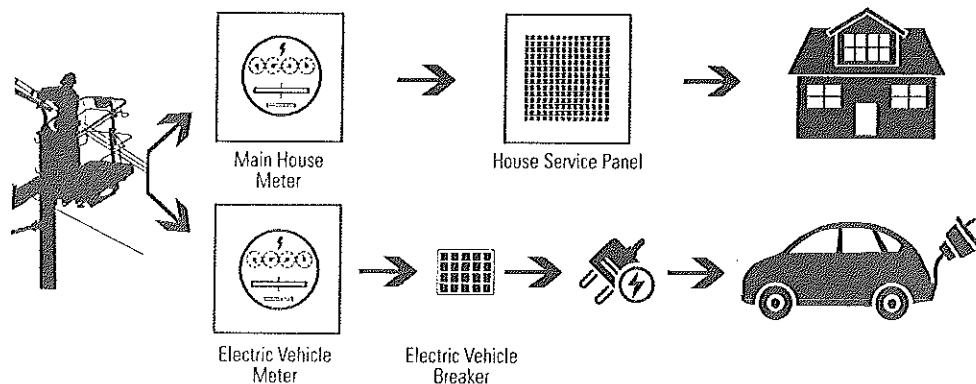 Main House
Meter
House Service Panel
Electric Vehicle
Meter
Electric Vehicle
Breaker